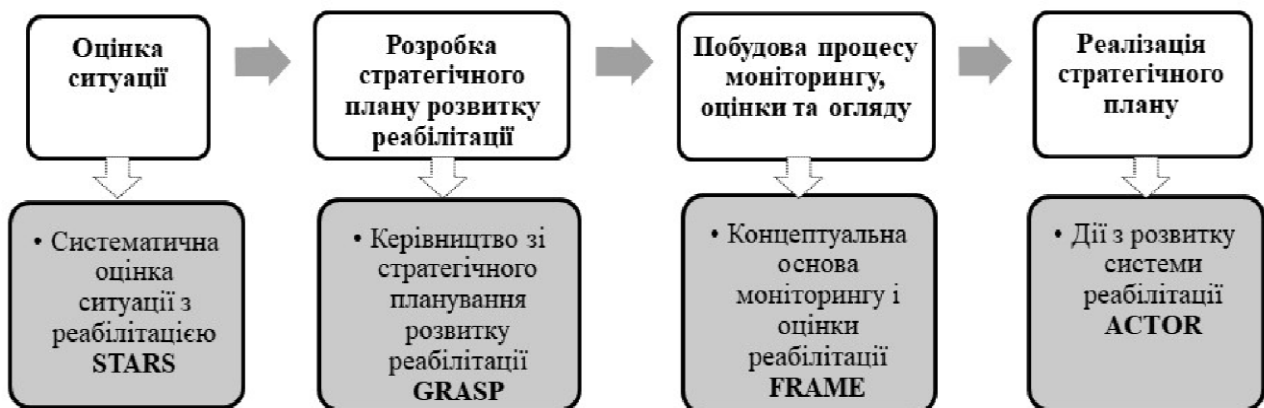 Оцінка
ситуації
Розробка
стратегічного
плану розвитку
реабілітації
Побудова процесу
моніторингу,
оцінки та огляду
Реалізація
стратегічного
плану
• Систематична
оцінка
ситуації з
реабілітацією
STARS
• Керівництво зі
стратегічного
планування
розвитку
реабілітації
GRASP
• Концептуальна
основа
моніторингу і
оцінки
реабілітації
FRAME
• Дії з розвитку
системи
реабілітації
ACTOR